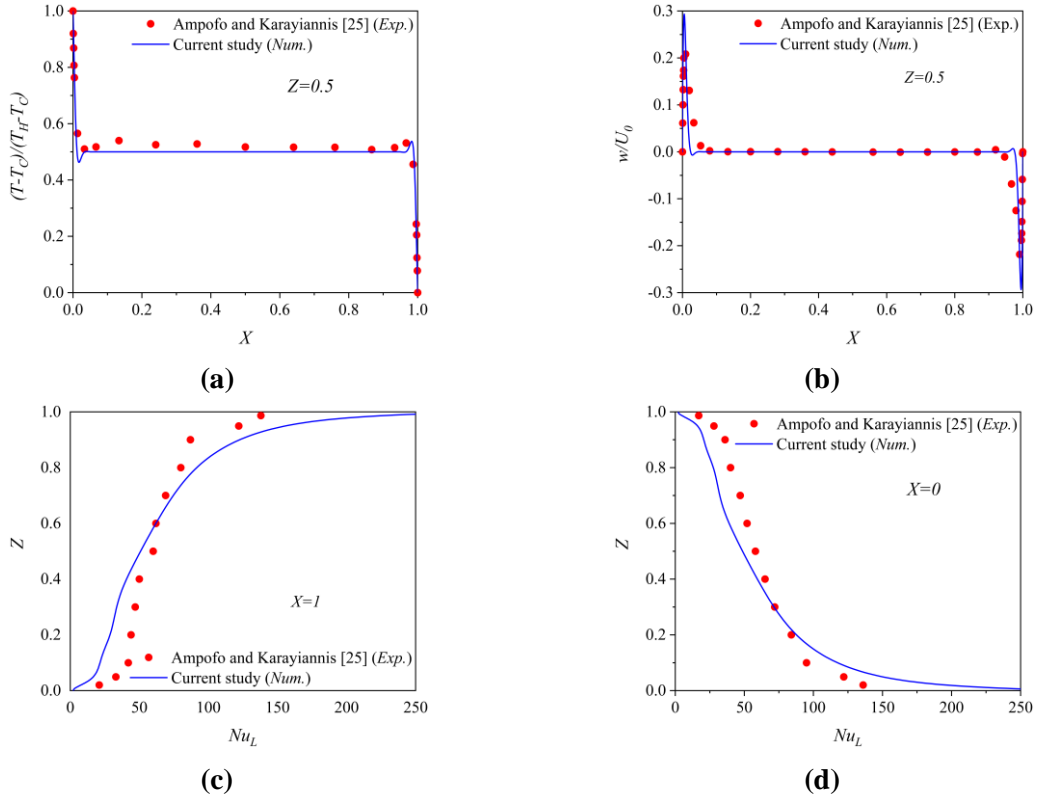 Ampofo and Karayiannis [25] (Exp.)
Current study (Num.)
Z=0.5
(T-T_C)/(T_H-T_C)
1.0
0.8
0.6
0.4
0.2
0.0
0.0 0.2 0.4 0.6 0.8 1.0
X
(a)
Ampofo and Karayiannis [25] (Exp.)
Current study (Num.)
Z=0.5
w/U_0
0.3
0.2
0.1
0.0
-0.1
-0.2
-0.3
0.0 0.2 0.4 0.6 0.8 1.0
X
(b)
Z
1.0
0.8
0.6
0.4
0.2
0.0
X=1
Ampofo and Karayiannis [25] (Exp.)
Current study (Num.)
0 50 100 150 200 250
Nu_L
(c)
Ampofo and Karayiannis [25] (Exp.)
Current study (Num.)
X=0
Z
1.0
0.8
0.6
0.4
0.2
0.0
0 50 100 150 200 250
Nu_L
(d)